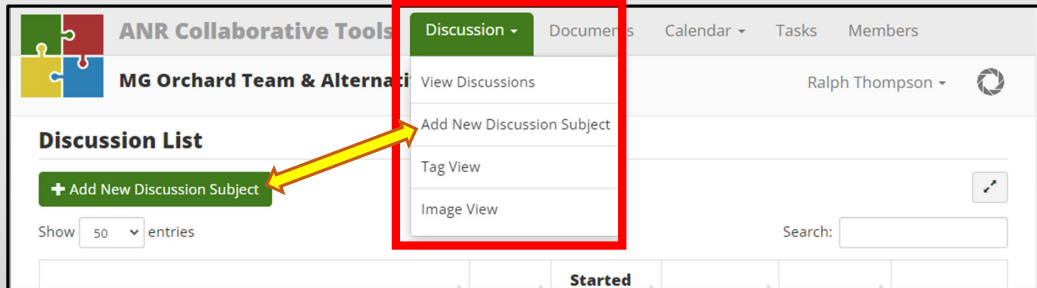 ANR Collaborative Tools Discussion Documents Calendar Tasks Members
MG Orchard Team & Ralph Thompson
View Discussions
Add New Discussion Subject
Tag View
Image View
Discussion List
+ Add New Discussion Subject
Show 50 entries Search:
Started